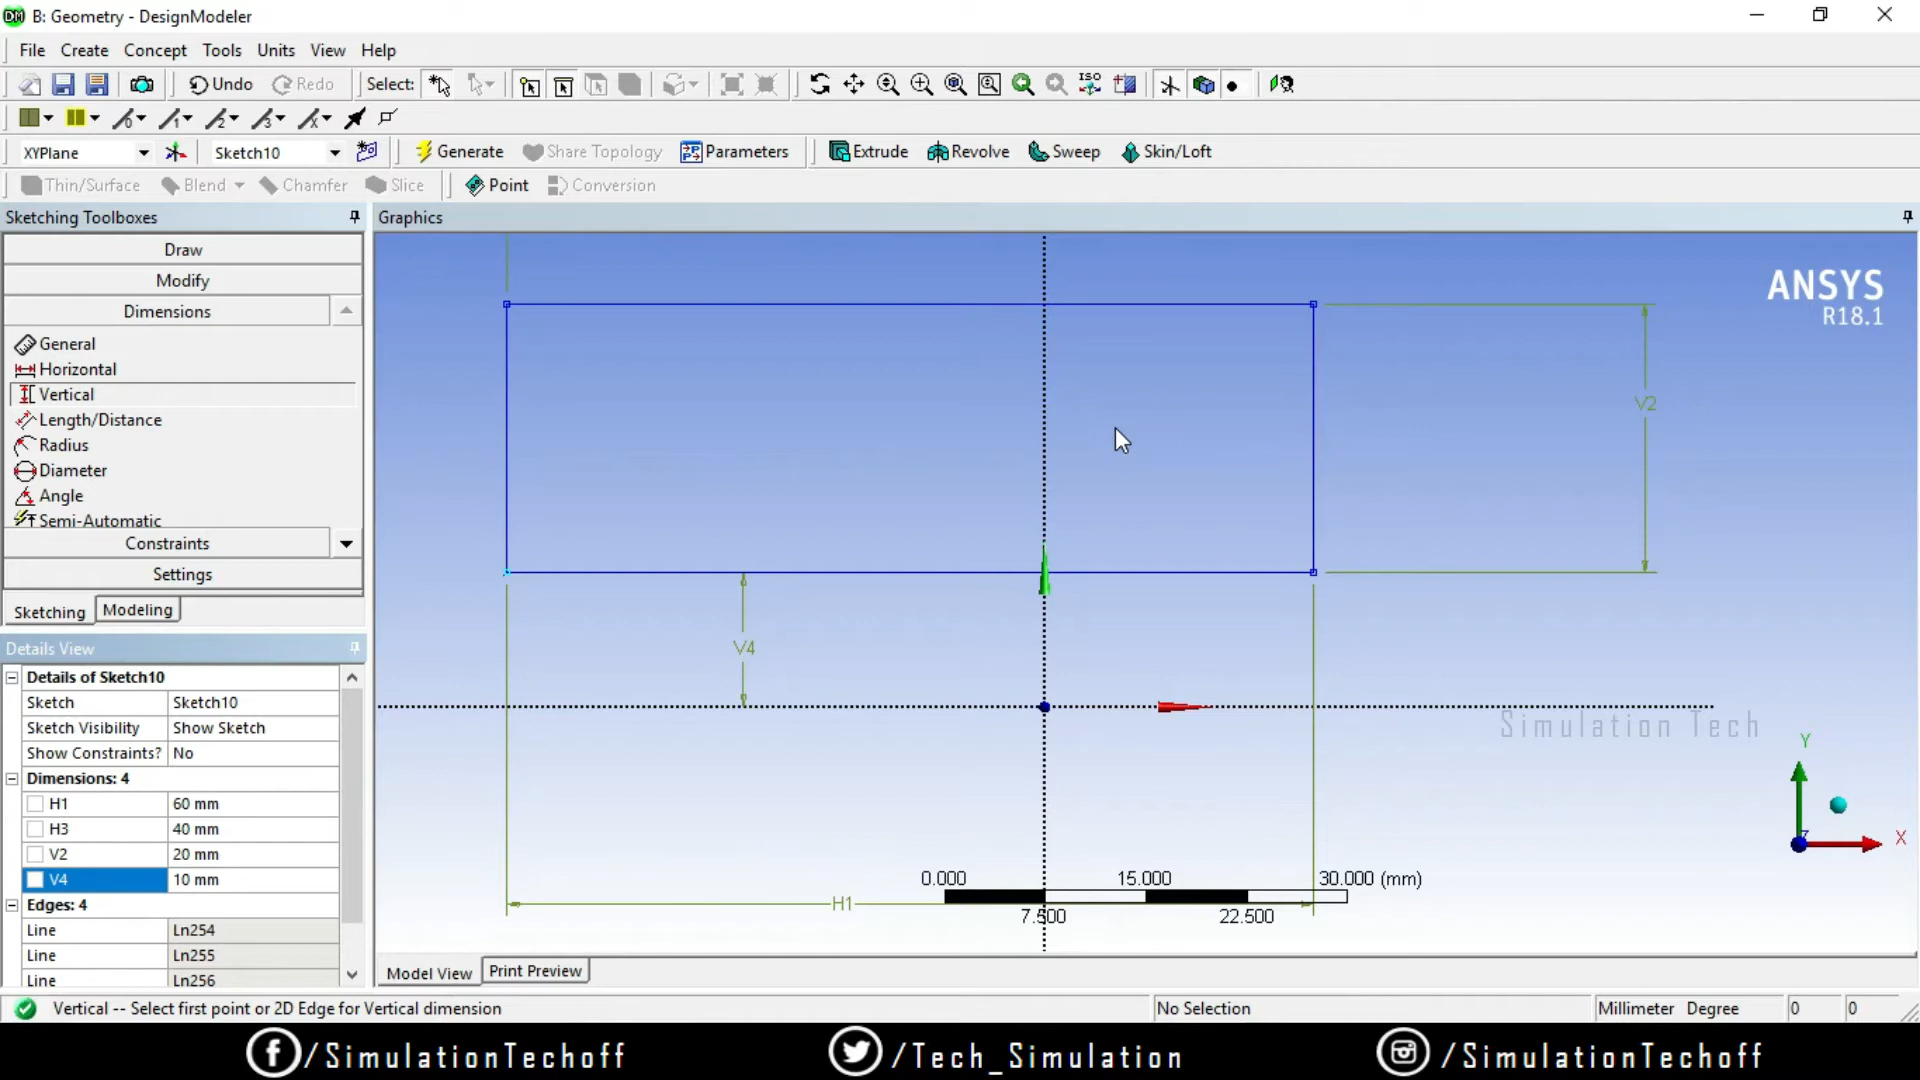 B: Geometry - DesignModeler
File Create Concept Tools Units View Help
Undo Redo Select: ISO
XYPlane Sketch10 Generate Share Topology Parameters Extrude Revolve Sweep Skin/Loft
Thin/Surface Blend Chamfer Slice Point Conversion
Sketching Toolboxes
Draw
Modify
Dimensions
General
Horizontal
Vertical
Length/Distance
Radius
Diameter
Angle
Semi-Automatic
Constraints
Settings
Sketching Modeling
Details View
Details of Sketch10
Sketch Sketch10
Sketch Visibility Show Sketch
Show Constraints? No
Dimensions: 4
H1 60 mm
H3 40 mm
V2 20 mm
V4 10 mm
Edges: 4
Line Ln254
Line Ln255
Line Ln256
Graphics
ANSYS
R18.1
V2
V4
Simulation Tech
Y
X
H1
0.000 15.000 30.000 (mm)
7.500 22.500
Model View Print Preview
Vertical -- Select first point or 2D Edge for Vertical dimension No Selection Millimeter Degree 0 0
/SimulationTechoff /Tech_Simulation /SimulationTechoff